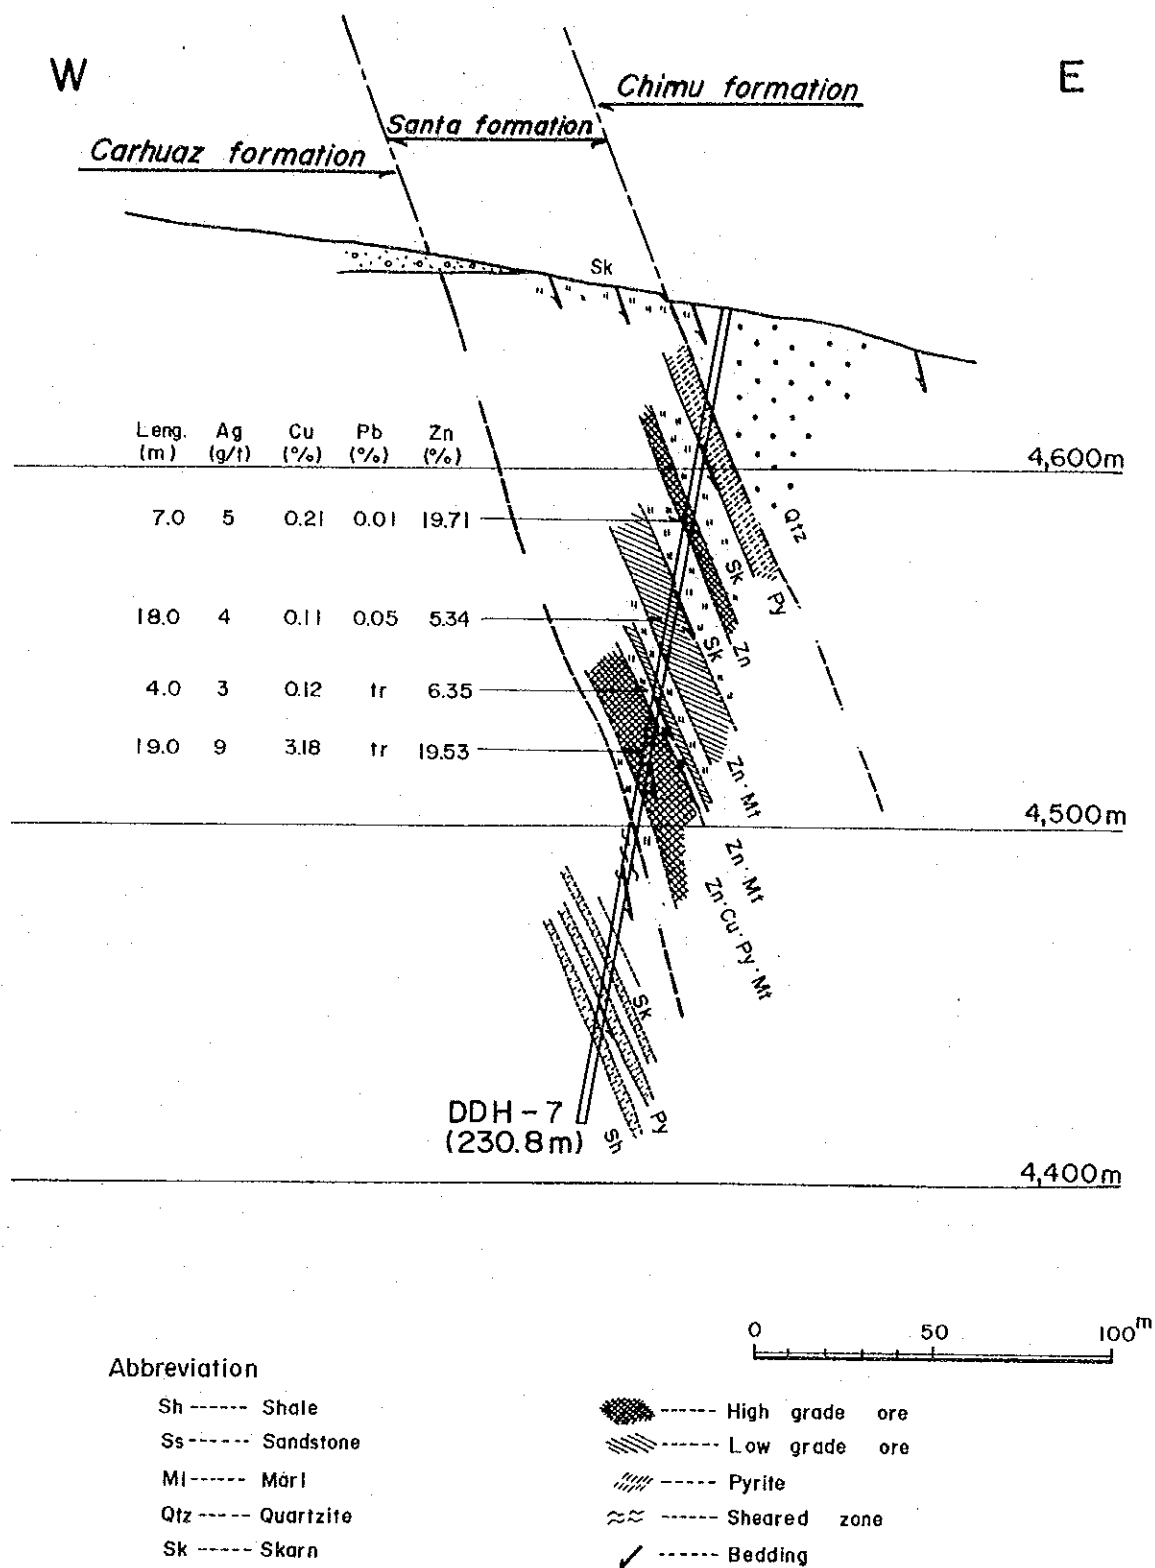 W
E
Chimu formation
Santa formation
Carhuaz formation
Sk
Leng. Ag Cu Pb Zn
(m) (g/t) (%) (%) (%)
4,600m
7.0 5 0.21 0.01 19.71
Qtz
Sk
Py
18.0 4 0.11 0.05 5.34
Sk
Zn
4.0 3 0.12 tr 6.35
19.0 9 3.18 tr 19.53
Zn·Mt
4,500m
Zn·Mt
Zn·Cu·Py·Mt
Sk
DDH-7
(230.8m)
Py
Sh
4,400m
0 50 100m
Abbreviation
Sh ------ Shale
Ss ------ Sandstone
Ml ------ Marl
Qtz ------ Quartzite
Sk ------ Skarn
------ High grade ore
------ Low grade ore
------ Pyrite
------ Sheared zone
------ Bedding